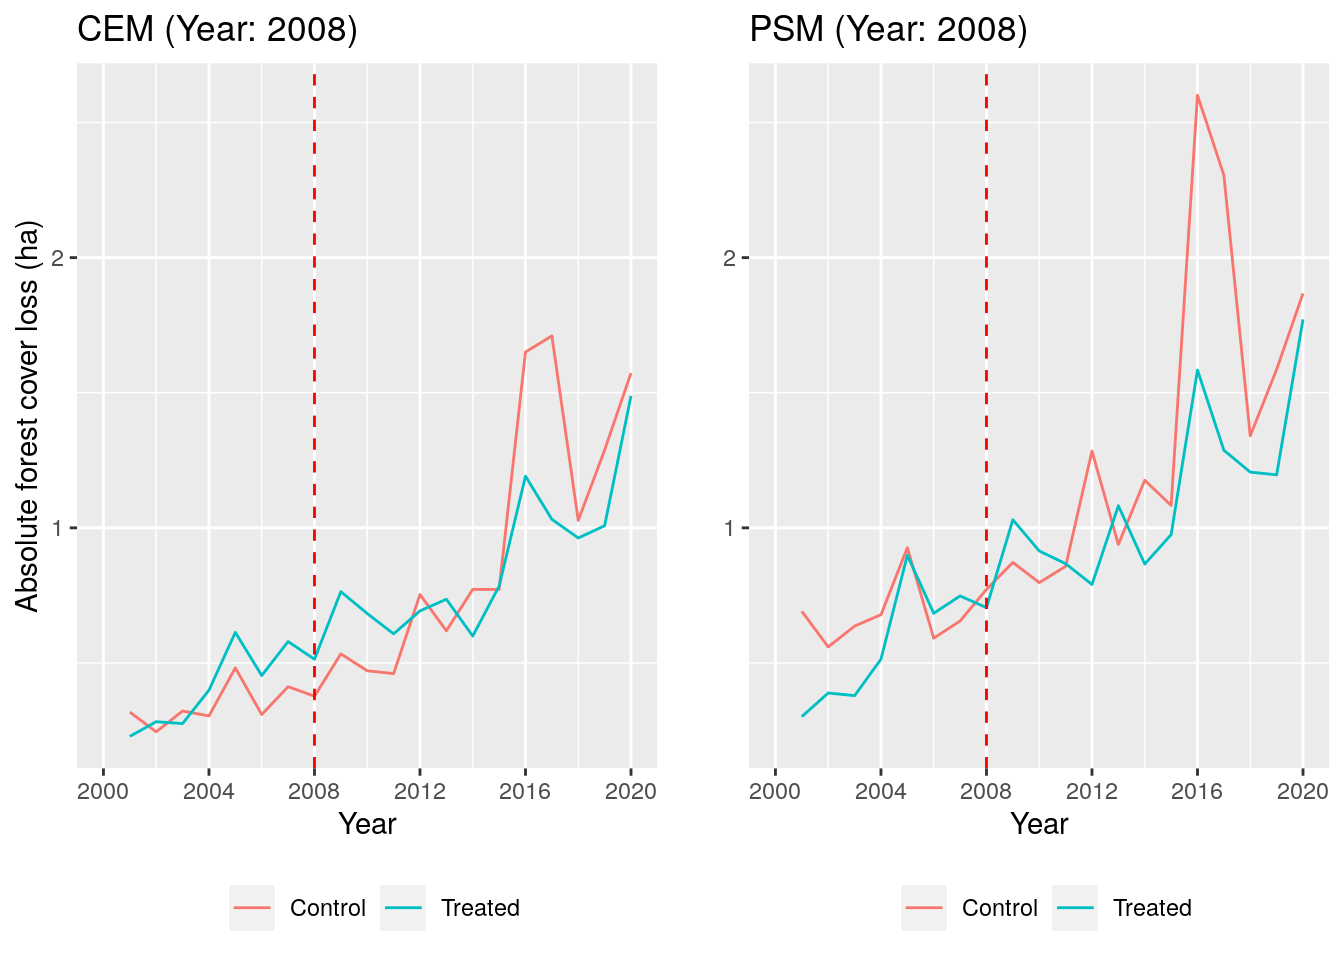 CEM (Year: 2008)
Absolute forest cover loss (ha)
2
1
2000 2004 2008 2012 2016 2020
Year
Control Treated
PSM (Year: 2008)
2
1
2000 2004 2008 2012 2016 2020
Year
Control Treated